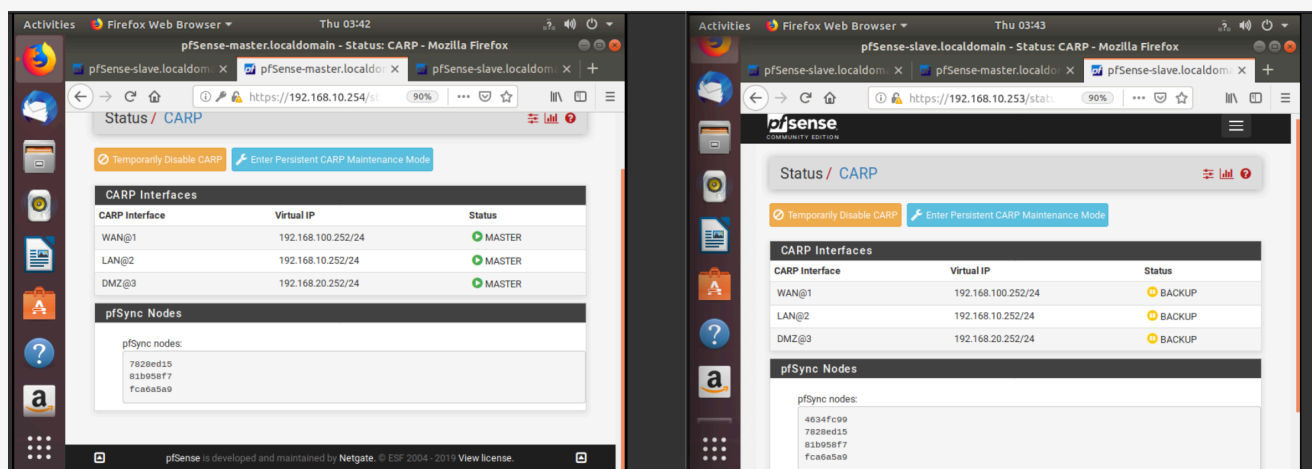 Activities Firefox Web Browser Thu 03:42
pfSense-master.localdomain - Status: CARP - Mozilla Firefox
pfSense-slave.localdom pfSense-master.localdo pfSense-slave.localdom
https://192.168.10.254/st 90%
Status / CARP
Temporarily Disable CARP Enter Persistent CARP Maintenance Mode
CARP Interfaces
CARP Interface Virtual IP Status
WAN@1 192.168.100.252/24 MASTER
LAN@2 192.168.10.252/24 MASTER
DMZ@3 192.168.20.252/24 MASTER
pfSync Nodes
pfSync nodes:
7828ed15
81b958f7
fca6a5a9
pfSense is developed and maintained by Netgate. © ESF 2004 - 2019 View license.
Activities Firefox Web Browser Thu 03:43
pfSense-slave.localdomain - Status: CARP - Mozilla Firefox
pfSense-slave.localdom pfSense-master.localdo pfSense-slave.localdom
https://192.168.10.253/stat 90%
pfsense
COMMUNITY EDITION
Status / CARP
Temporarily Disable CARP Enter Persistent CARP Maintenance Mode
CARP Interfaces
CARP Interface Virtual IP Status
WAN@1 192.168.100.252/24 BACKUP
LAN@2 192.168.10.252/24 BACKUP
DMZ@3 192.168.20.252/24 BACKUP
pfSync Nodes
pfSync nodes:
4634fc99
7828ed15
81b958f7
fca6a5a9